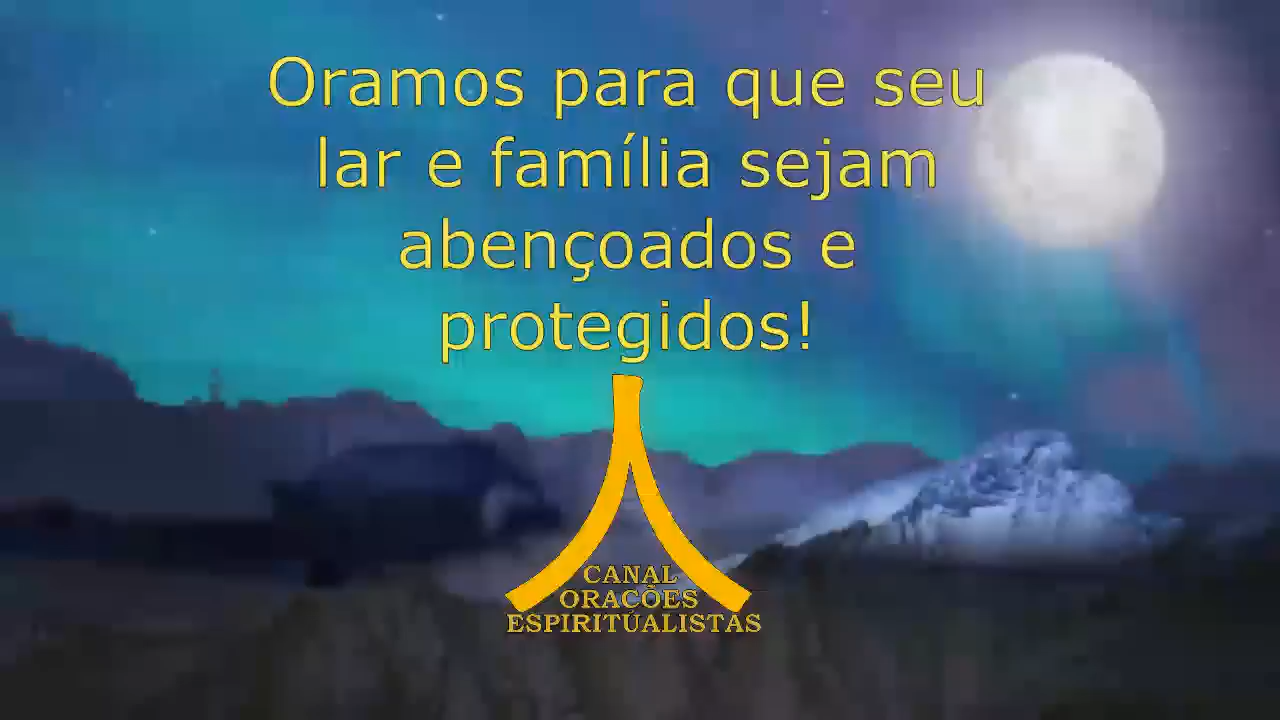 Oramos para que seu
lar e família sejam
abençoados e
protegidos!
CANAL
ORAÇÕES
ESPIRITUALISTAS